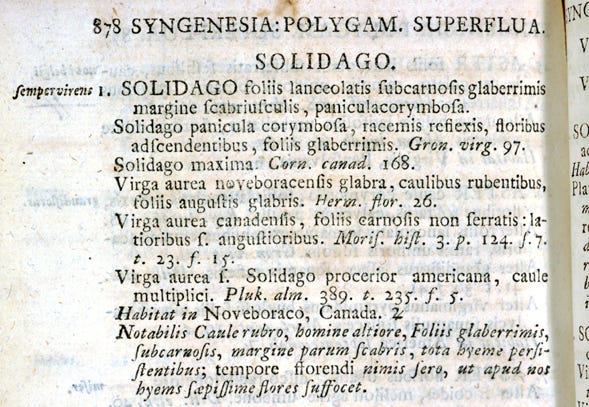 878 SYNGENESIA: POLYGAM. SUPERFLUA.
SOLIDAGO.
ſempervirens 1. SOLIDAGO foliis lanceolatis ſubcarnoſis glaberrimis
margine ſcabriuſculis, paniculacorymboſa.
Solidago panicula corymboſa, racemis reflexis, floribus
adſcendentibus, foliis glaberrimis. Gron. virg. 97.
Solidago maxima. Corn. canad. 168.
Virga aurea noveboracenſis glabra, caulibus rubentibus,
foliis anguſtis glabris. Herm. flor. 26.
Virga aurea canadenſis, foliis carnoſis non ſerratis: la-
tioribus ſ. anguſtioribus. Moriſ. hiſt. 3. p. 124. ſ. 7.
t. 23. f. 15.
Virga aurea ſ. Solidago procerior americana, caule
multiplici. Pluk. alm. 389. t. 235. f. 5.
Habitat in Noveboraco, Canada. ♃
Notabilis Caule rubro, homine altiore, Foliis glaberrimis,
ſubcarnoſis, margine parum ſcabris, tota hyeme perſi-
ſtentibus; tempore florendi nimis ſero, ut apud nos
hyems ſæpiſſime flores ſuffocet.